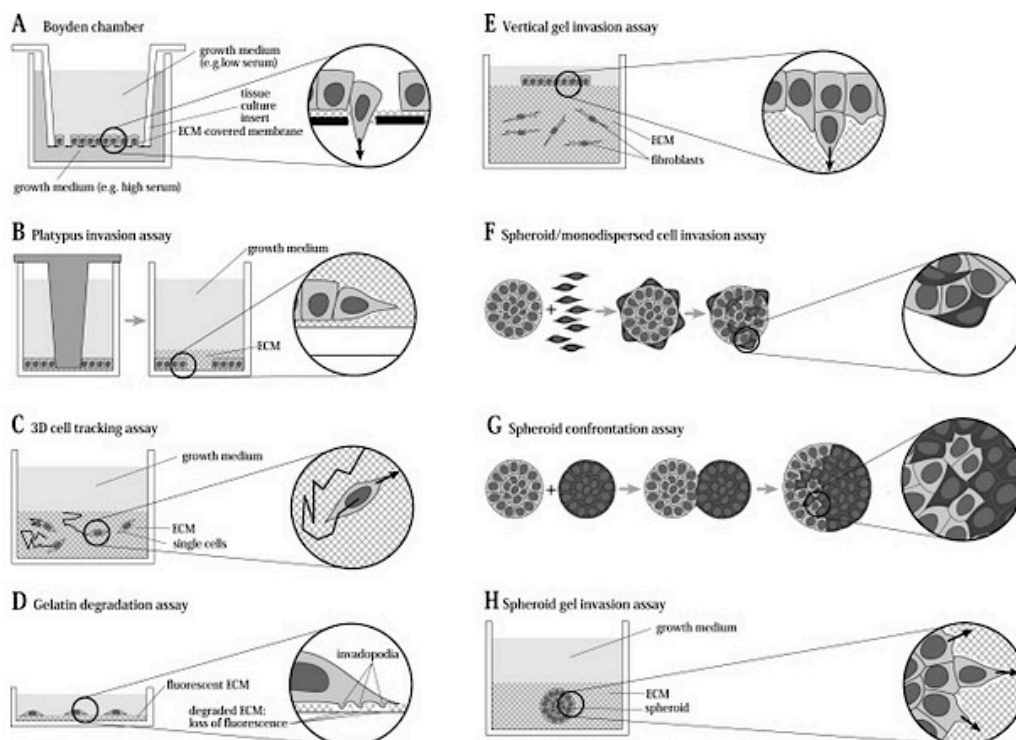 A Boyden chamber
growth medium
(e.g.low serum)
tissue
culture
insert
ECM-covered membrane
growth medium (e.g. high serum)
B Platypus invasion assay
growth medium
ECM
C 3D cell tracking assay
growth medium
ECM
single cells
D Gelatin degradation assay
fluorescent ECM
invadopodia
degraded ECM:
loss of fluorescence
E Vertical gel invasion assay
ECM
fibroblasts
F Spheroid/monodispersed cell invasion assay
+
G Spheroid confrontation assay
+
H Spheroid gel invasion assay
growth medium
ECM
spheroid